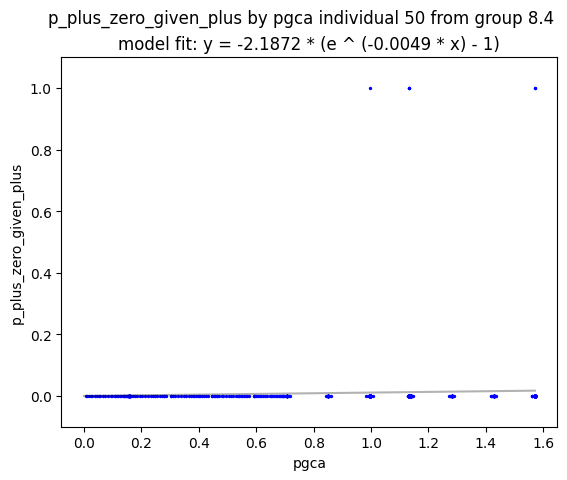 p_plus_zero_given_plus by pgca individual 50 from group 8.4
model fit: y = -2.1872 * (e ^ (-0.0049 * x) - 1)
1.0
0.8
0.6
0.4
0.2
0.0
p_plus_zero_given_plus
0.0 0.2 0.4 0.6 0.8 1.0 1.2 1.4 1.6
pgca